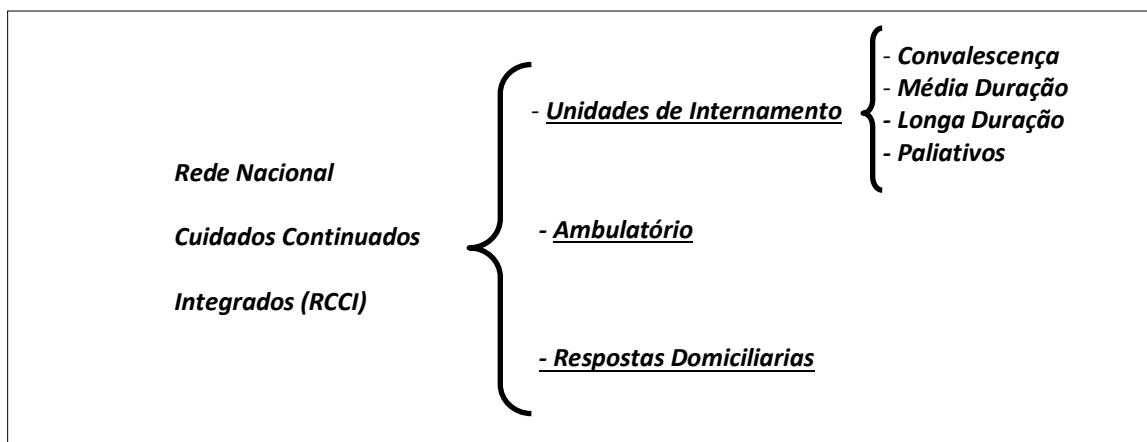 Rede Nacional
Cuidados Continuados
Integrados (RCCI)
- Unidades de Internamento
- Convalescença
- Média Duração
- Longa Duração
- Paliativos
- Ambulatório
- Respostas Domiciliarias